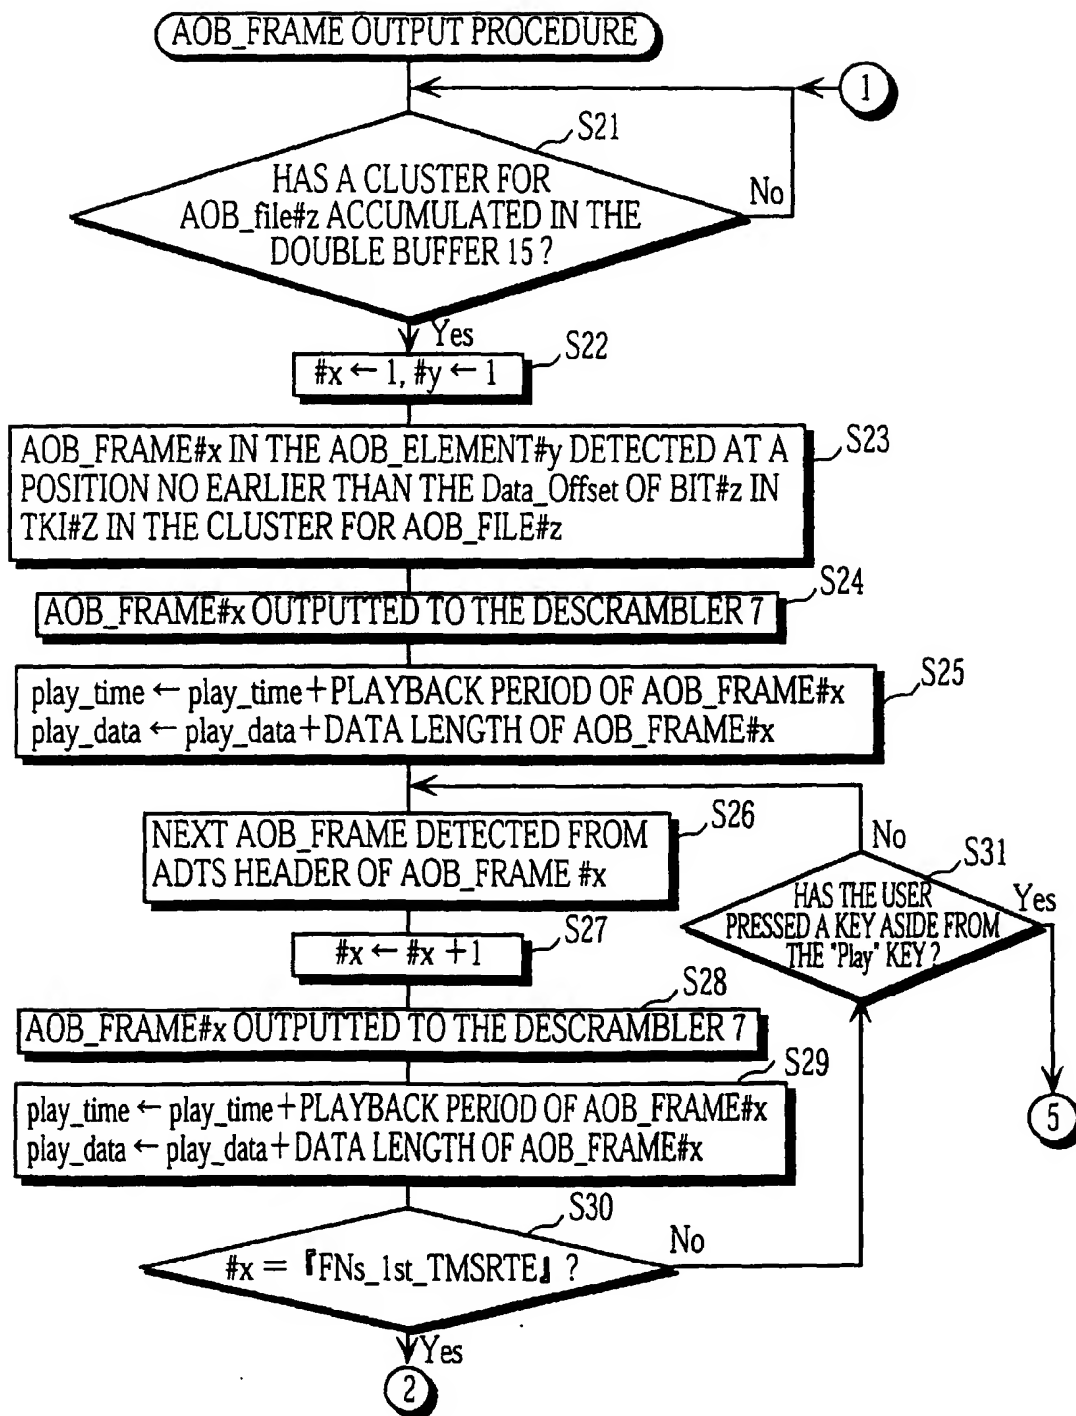 AOB_FRAME OUTPUT PROCEDURE
1
S21
HAS A CLUSTER FOR
AOB_file#z ACCUMULATED IN THE
DOUBLE BUFFER 15 ?
No
Yes
S22
#x ← 1, #y ← 1
S23
AOB_FRAME#x IN THE AOB_ELEMENT#y DETECTED AT A
POSITION NO EARLIER THAN THE Data_Offset OF BIT#z IN
TKI#Z IN THE CLUSTER FOR AOB_FILE#z
S24
AOB_FRAME#x OUTPUTTED TO THE DESCRAMBLER 7
S25
play_time ← play_time+PLAYBACK PERIOD OF AOB_FRAME#x
play_data ← play_data+DATA LENGTH OF AOB_FRAME#x
S26
NEXT AOB_FRAME DETECTED FROM
ADTS HEADER OF AOB_FRAME #x
No
S31
HAS THE USER
PRESSED A KEY ASIDE FROM
THE "Play" KEY ?
Yes
S27
#x ← #x +1
S28
AOB_FRAME#x OUTPUTTED TO THE DESCRAMBLER 7
S29
play_time ← play_time+PLAYBACK PERIOD OF AOB_FRAME#x
play_data ← play_data+DATA LENGTH OF AOB_FRAME#x
5
S30
#x = 『FNs_1st_TMSRTE』 ?
No
Yes
2